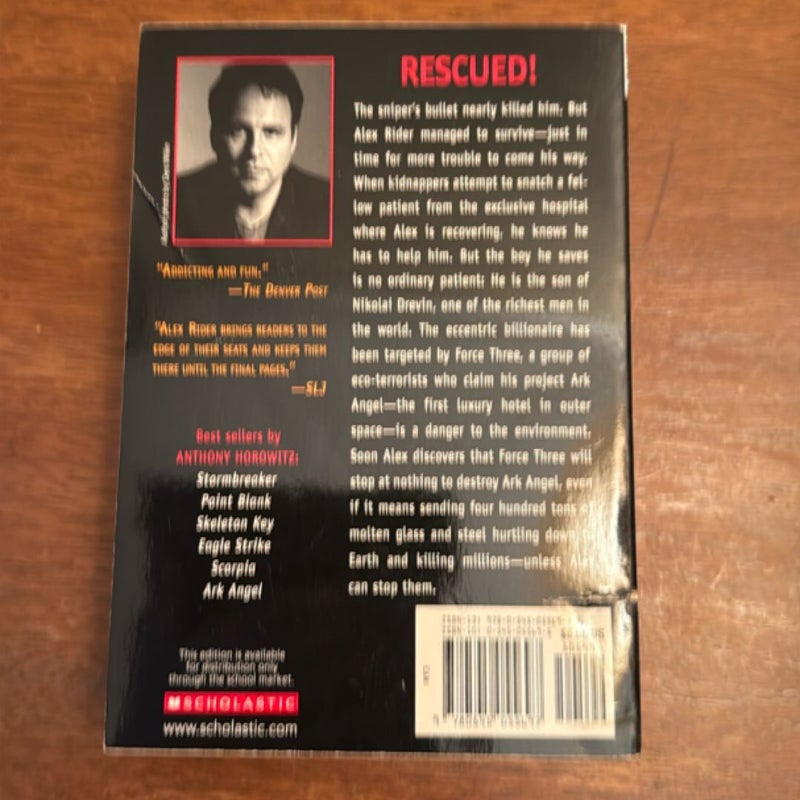 "ADDICTING AND FUN."
—THE DENVER POST
"ALEX RIDER BRINGS READERS TO THE
EDGE OF THEIR SEATS AND KEEPS THEM
THERE UNTIL THE FINAL PAGES."
—SLJ
Best sellers by
ANTHONY HOROWITZ:
Stormbreaker
Point Blank
Skeleton Key
Eagle Strike
Scorpia
Ark Angel
This edition is available
for distribution only
through the school market.
SCHOLASTIC
www.scholastic.com
RESCUED!
The sniper's bullet nearly killed him. But
Alex Rider managed to survive—just in
time for more trouble to come his way.
When kidnappers attempt to snatch a fel-
low patient from the exclusive hospital
where Alex is recovering, he knows he
has to help him. But the boy he saves
is no ordinary patient: He is the son of
Nikolai Drevin, one of the richest men in
the world. The eccentric billionaire has
been targeted by Force Three, a group of
eco-terrorists who claim his project Ark
Angel—the first luxury hotel in outer
space—is a danger to the environment.
Soon Alex discovers that Force Three will
stop at nothing to destroy Ark Angel, even
if it means sending four hundred tons
molten glass and steel hurtling down
Earth and killing millions—unless
can stop them.